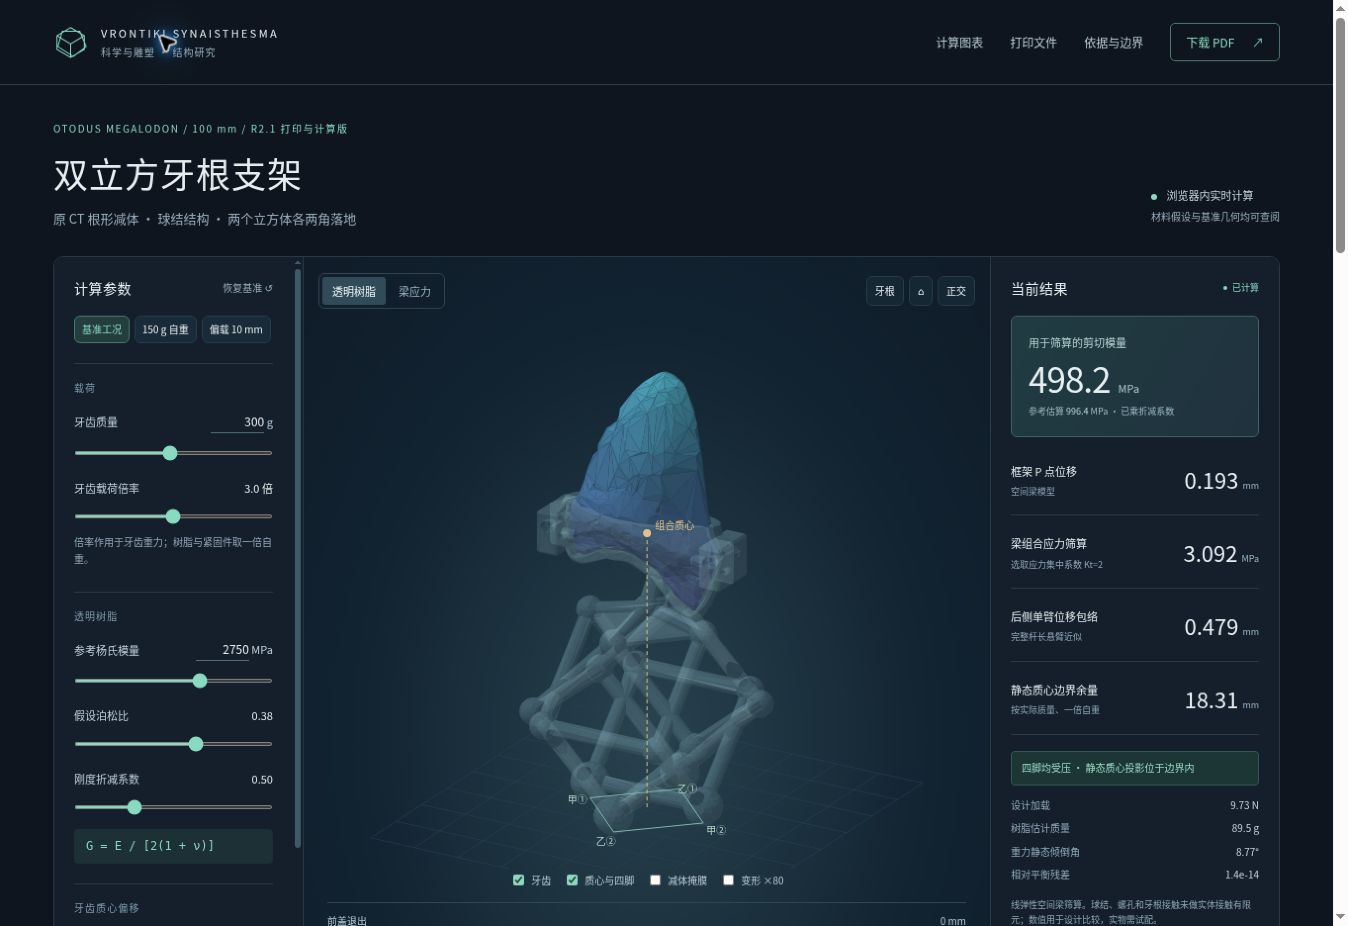 VRONTIKI SYNAISTHESMA
科学与雕塑 结构研究
计算图表
打印文件
依据与边界
下载 PDF ↗
OTODUS MEGALODON / 100 mm / R2.1 打印与计算版
双立方牙根支架
原 CT 根形减体 · 球结结构 · 两个立方体各两角落地
浏览器内实时计算
材料假设与基准几何均可查阅
计算参数
恢复基准 ↺
基准工况
150 g 自重
偏载 10 mm
载荷
牙齿质量
300 g
牙齿载荷倍率
3.0 倍
倍率作用于牙齿重力；树脂与紧固件取一倍自
重。
透明树脂
参考杨氏模量
2750 MPa
假设泊松比
0.38
刚度折减系数
0.50
G = E / [2(1 + ν)]
牙齿质心偏移
透明树脂
梁应力
牙根
⌂
正交
组合质心
甲①
乙①
甲②
乙②
牙齿
质心与四脚
减体掩膜
变形 ×80
前盖退出
0 mm
当前结果
已计算
用于筛算的剪切模量
498.2 MPa
参考估算 996.4 MPa · 已乘折减系数
框架 P 点位移
空间梁模型
0.193 mm
梁组合应力筛算
选取应力集中系数 Kt=2
3.092 MPa
后侧单臂位移包络
完整杆长悬臂近似
0.479 mm
静态质心边界余量
按实际质量、一倍自重
18.31 mm
四脚均受压 · 静态质心投影位于边界内
设计加载
9.73 N
树脂估计质量
89.5 g
重力静态倾倒角
8.77°
相对平衡残差
1.4e-14
线弹性空间梁筛算。球结、螺孔和牙根接触未做实体接触有限
元；数值用于设计比较，实物需试配。